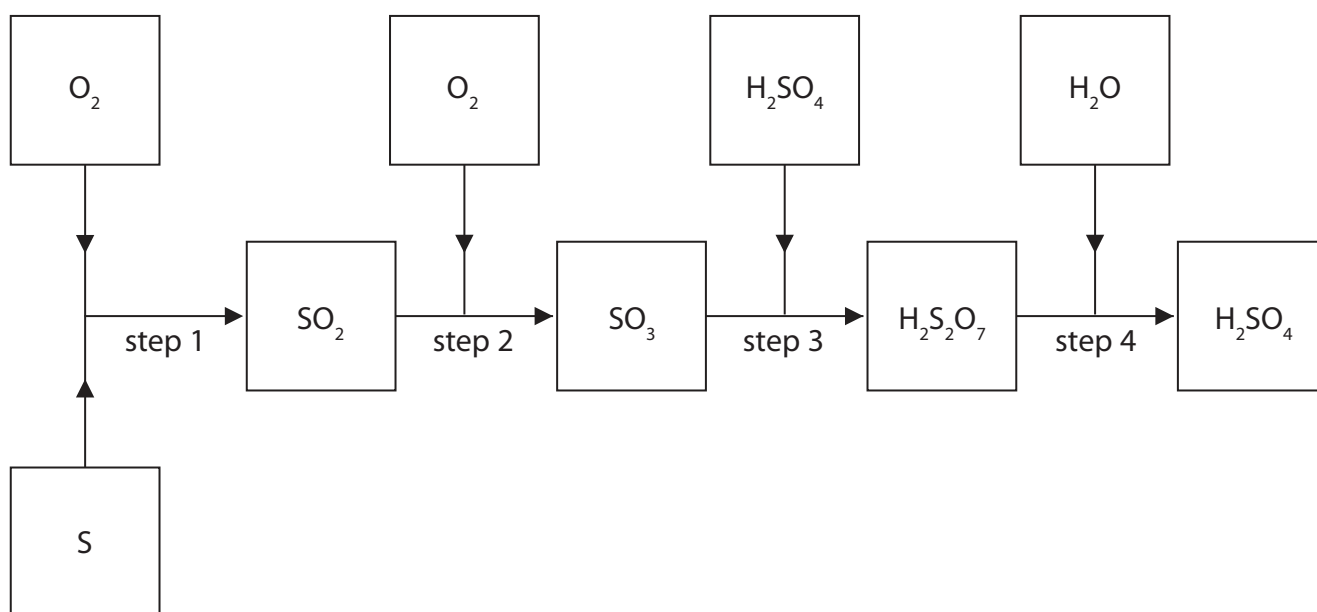 O₂
O₂
H₂SO₄
H₂O
step 1
SO₂
step 2
SO₃
step 3
H₂S₂O₇
step 4
H₂SO₄
S